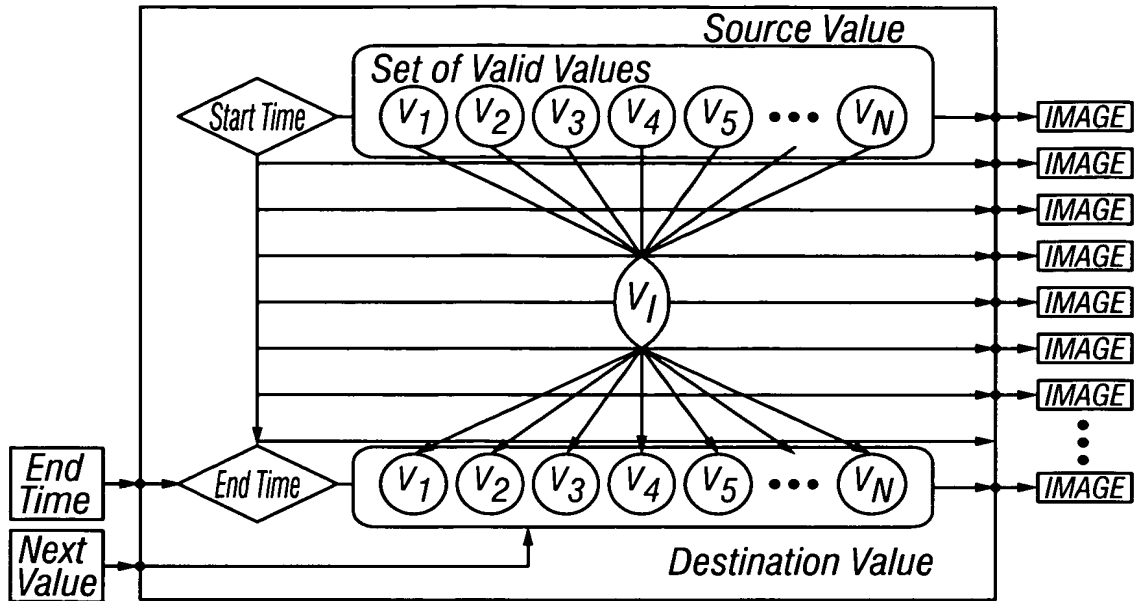 Source Value
Set of Valid Values
Start Time
V1 V2 V3 V4 V5 ••• VN
IMAGE
IMAGE
IMAGE
IMAGE
VI
IMAGE
IMAGE
IMAGE
End Time
End Time
V1 V2 V3 V4 V5 ••• VN
IMAGE
Next Value
Destination Value